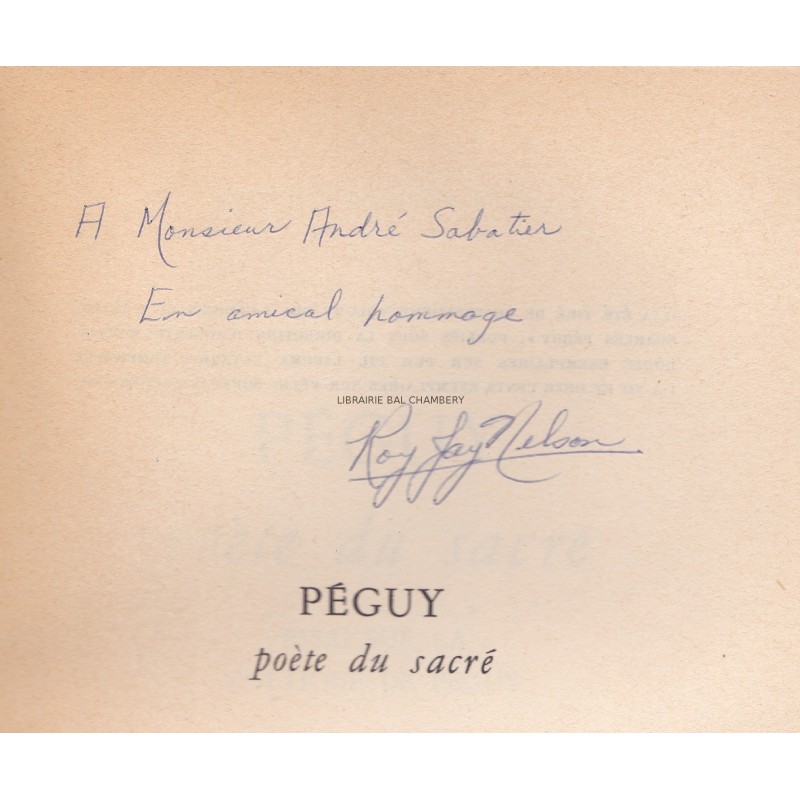 A Monsieur André Sabatier
En amical hommage
LIBRAIRIE BAL CHAMBERY
Roy Jay Nelson
PÉGUY
poète du sacré